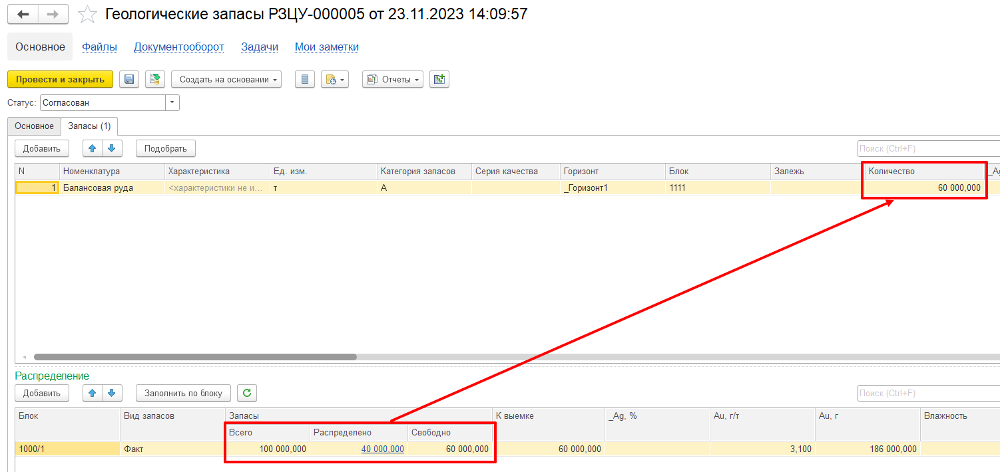 Геологические запасы РЗЦУ-000005 от 23.11.2023 14:09:57
Основное Файлы Документооборот Задачи Мои заметки
Провести и закрыть Создать на основании Отчеты
Статус: Согласован
Основное Запасы (1)
Добавить Подобрать Поиск (Ctrl+F)
N Номенклатура Характеристика Ед. изм. Категория запасов Серия качества Горизонт Блок Залежь Количество _Ag
1 Балансовая руда <характеристики не и... т А _Горизонт1 1111 60 000,000
Распределение
Добавить Заполнить по блоку Поиск (Ctrl+F)
Блок Вид запасов Запасы К выемке _Ag, % Au, г/т Au, г Влажность
Всего Распределено Свободно
1000/1 Факт 100 000,000 40 000,000 60 000,000 60 000,000 3,100 186 000,000